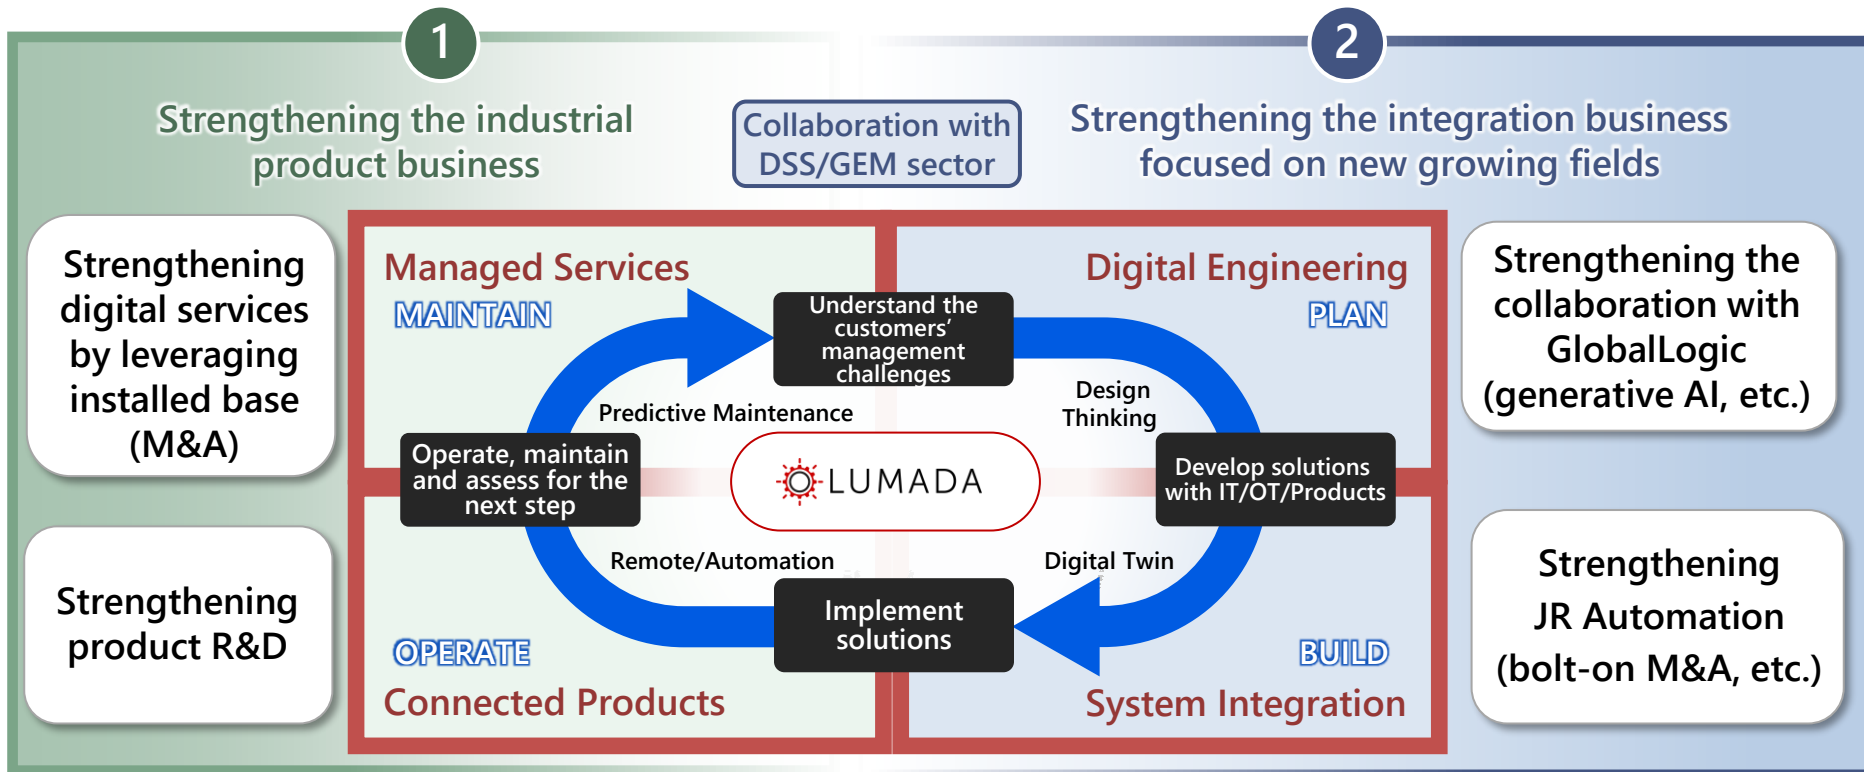 1
Strengthening the industrial
product business
Collaboration with
DSS/GEM sector
2
Strengthening the integration business
focused on new growing fields
Strengthening
digital services
by leveraging
installed base
(M&A)
Strengthening
product R&D
Managed Services
MAINTAIN
Digital Engineering
PLAN
Understand the
customers’
management
challenges
Predictive Maintenance
Design
Thinking
Operate, maintain
and assess for the
next step
LUMADA
Develop solutions
with IT/OT/Products
Remote/Automation
Digital Twin
Implement
solutions
OPERATE
Connected Products
BUILD
System Integration
Strengthening the
collaboration with
GlobalLogic
(generative AI, etc.)
Strengthening
JR Automation
(bolt-on M&A, etc.)